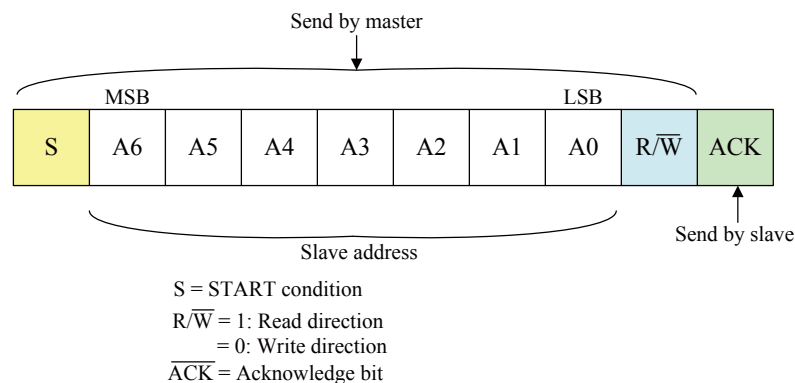 Send by master
MSB LSB
S A6 A5 A4 A3 A2 A1 A0 R/W̅ ACK
Send by slave
Slave address
S = START condition
R/W̅ = 1: Read direction
= 0: Write direction
A̅C̅K̅ = Acknowledge bit